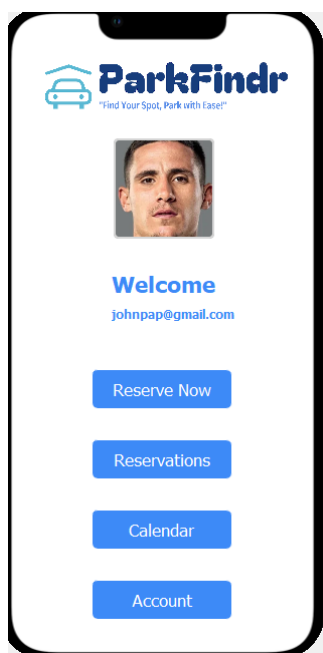 ParkFindr
"Find Your Spot, Park with Ease!"
Welcome
johnpap@gmail.com
Reserve Now
Reservations
Calendar
Account